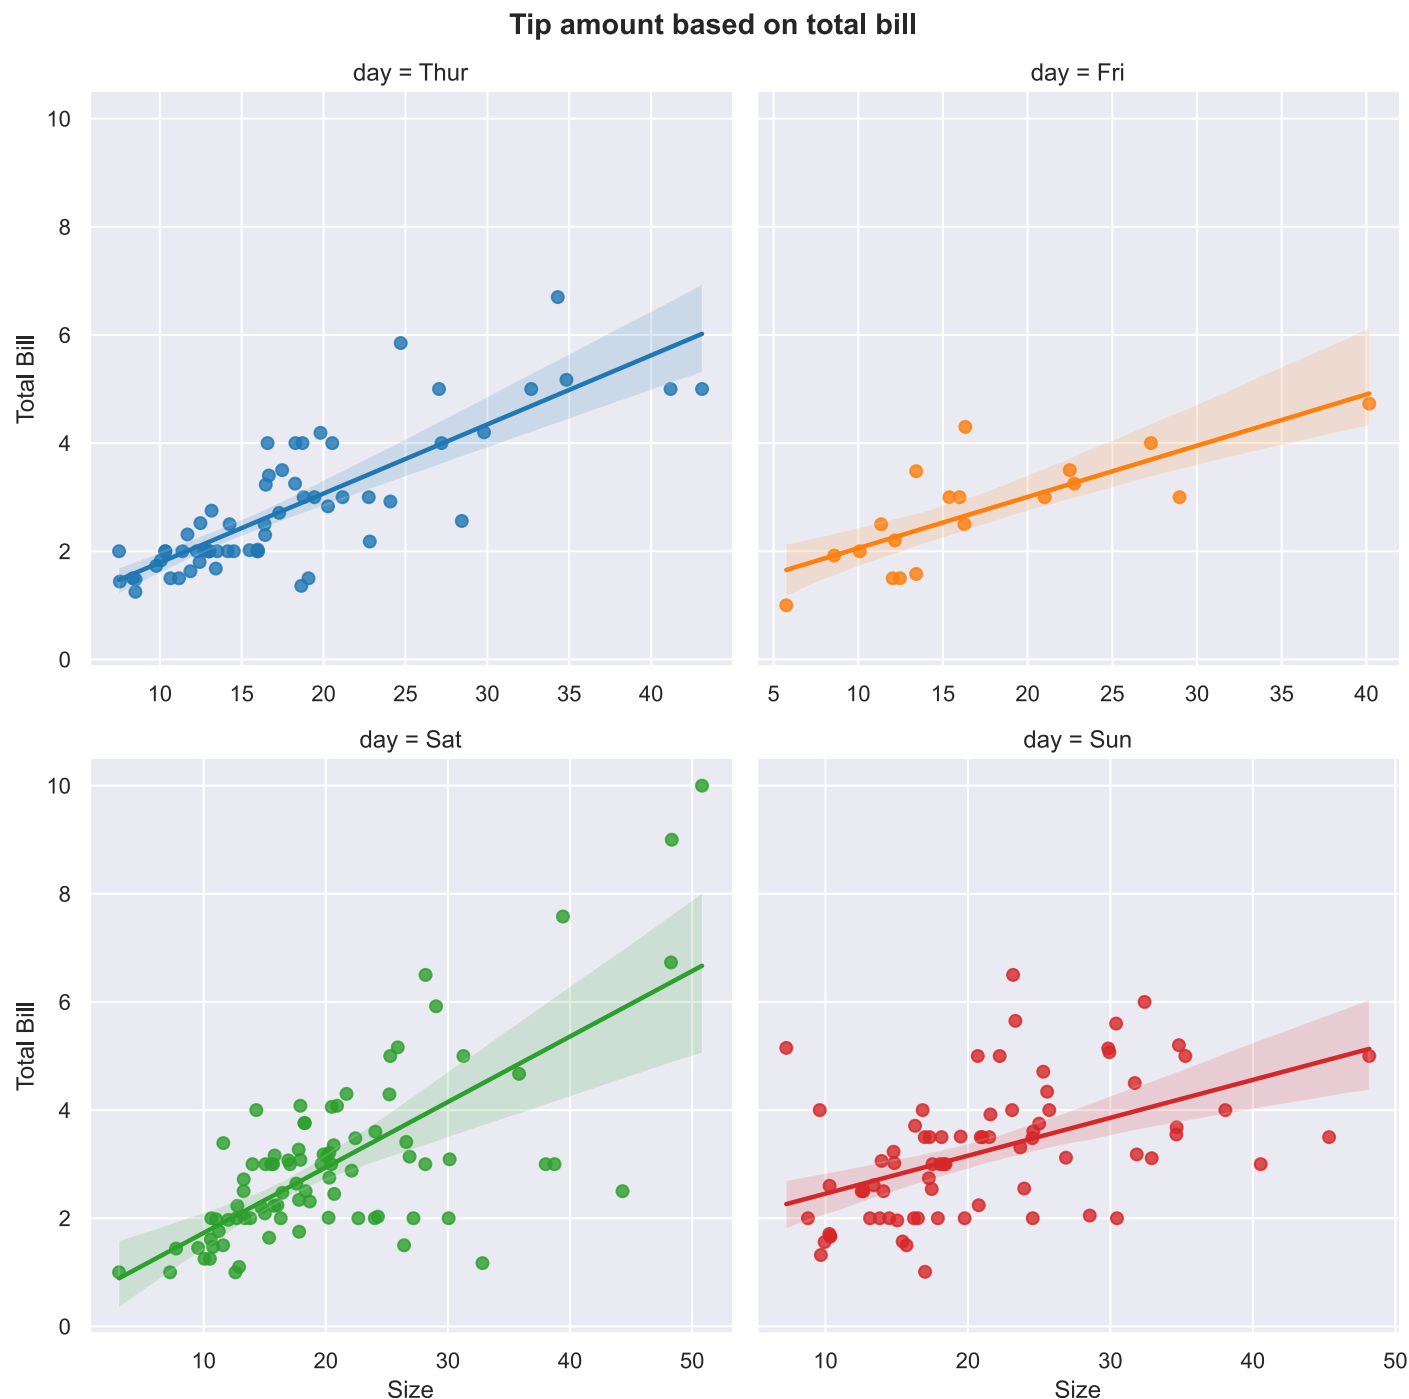 Tip amount based on total bill
day = Thur
day = Fri
10
8
6
4
2
0
Total Bill
10 15 20 25 30 35 40
5 10 15 20 25 30 35 40
day = Sat
day = Sun
10
8
6
4
2
0
Total Bill
10 20 30 40 50
10 20 30 40 50
Size
Size